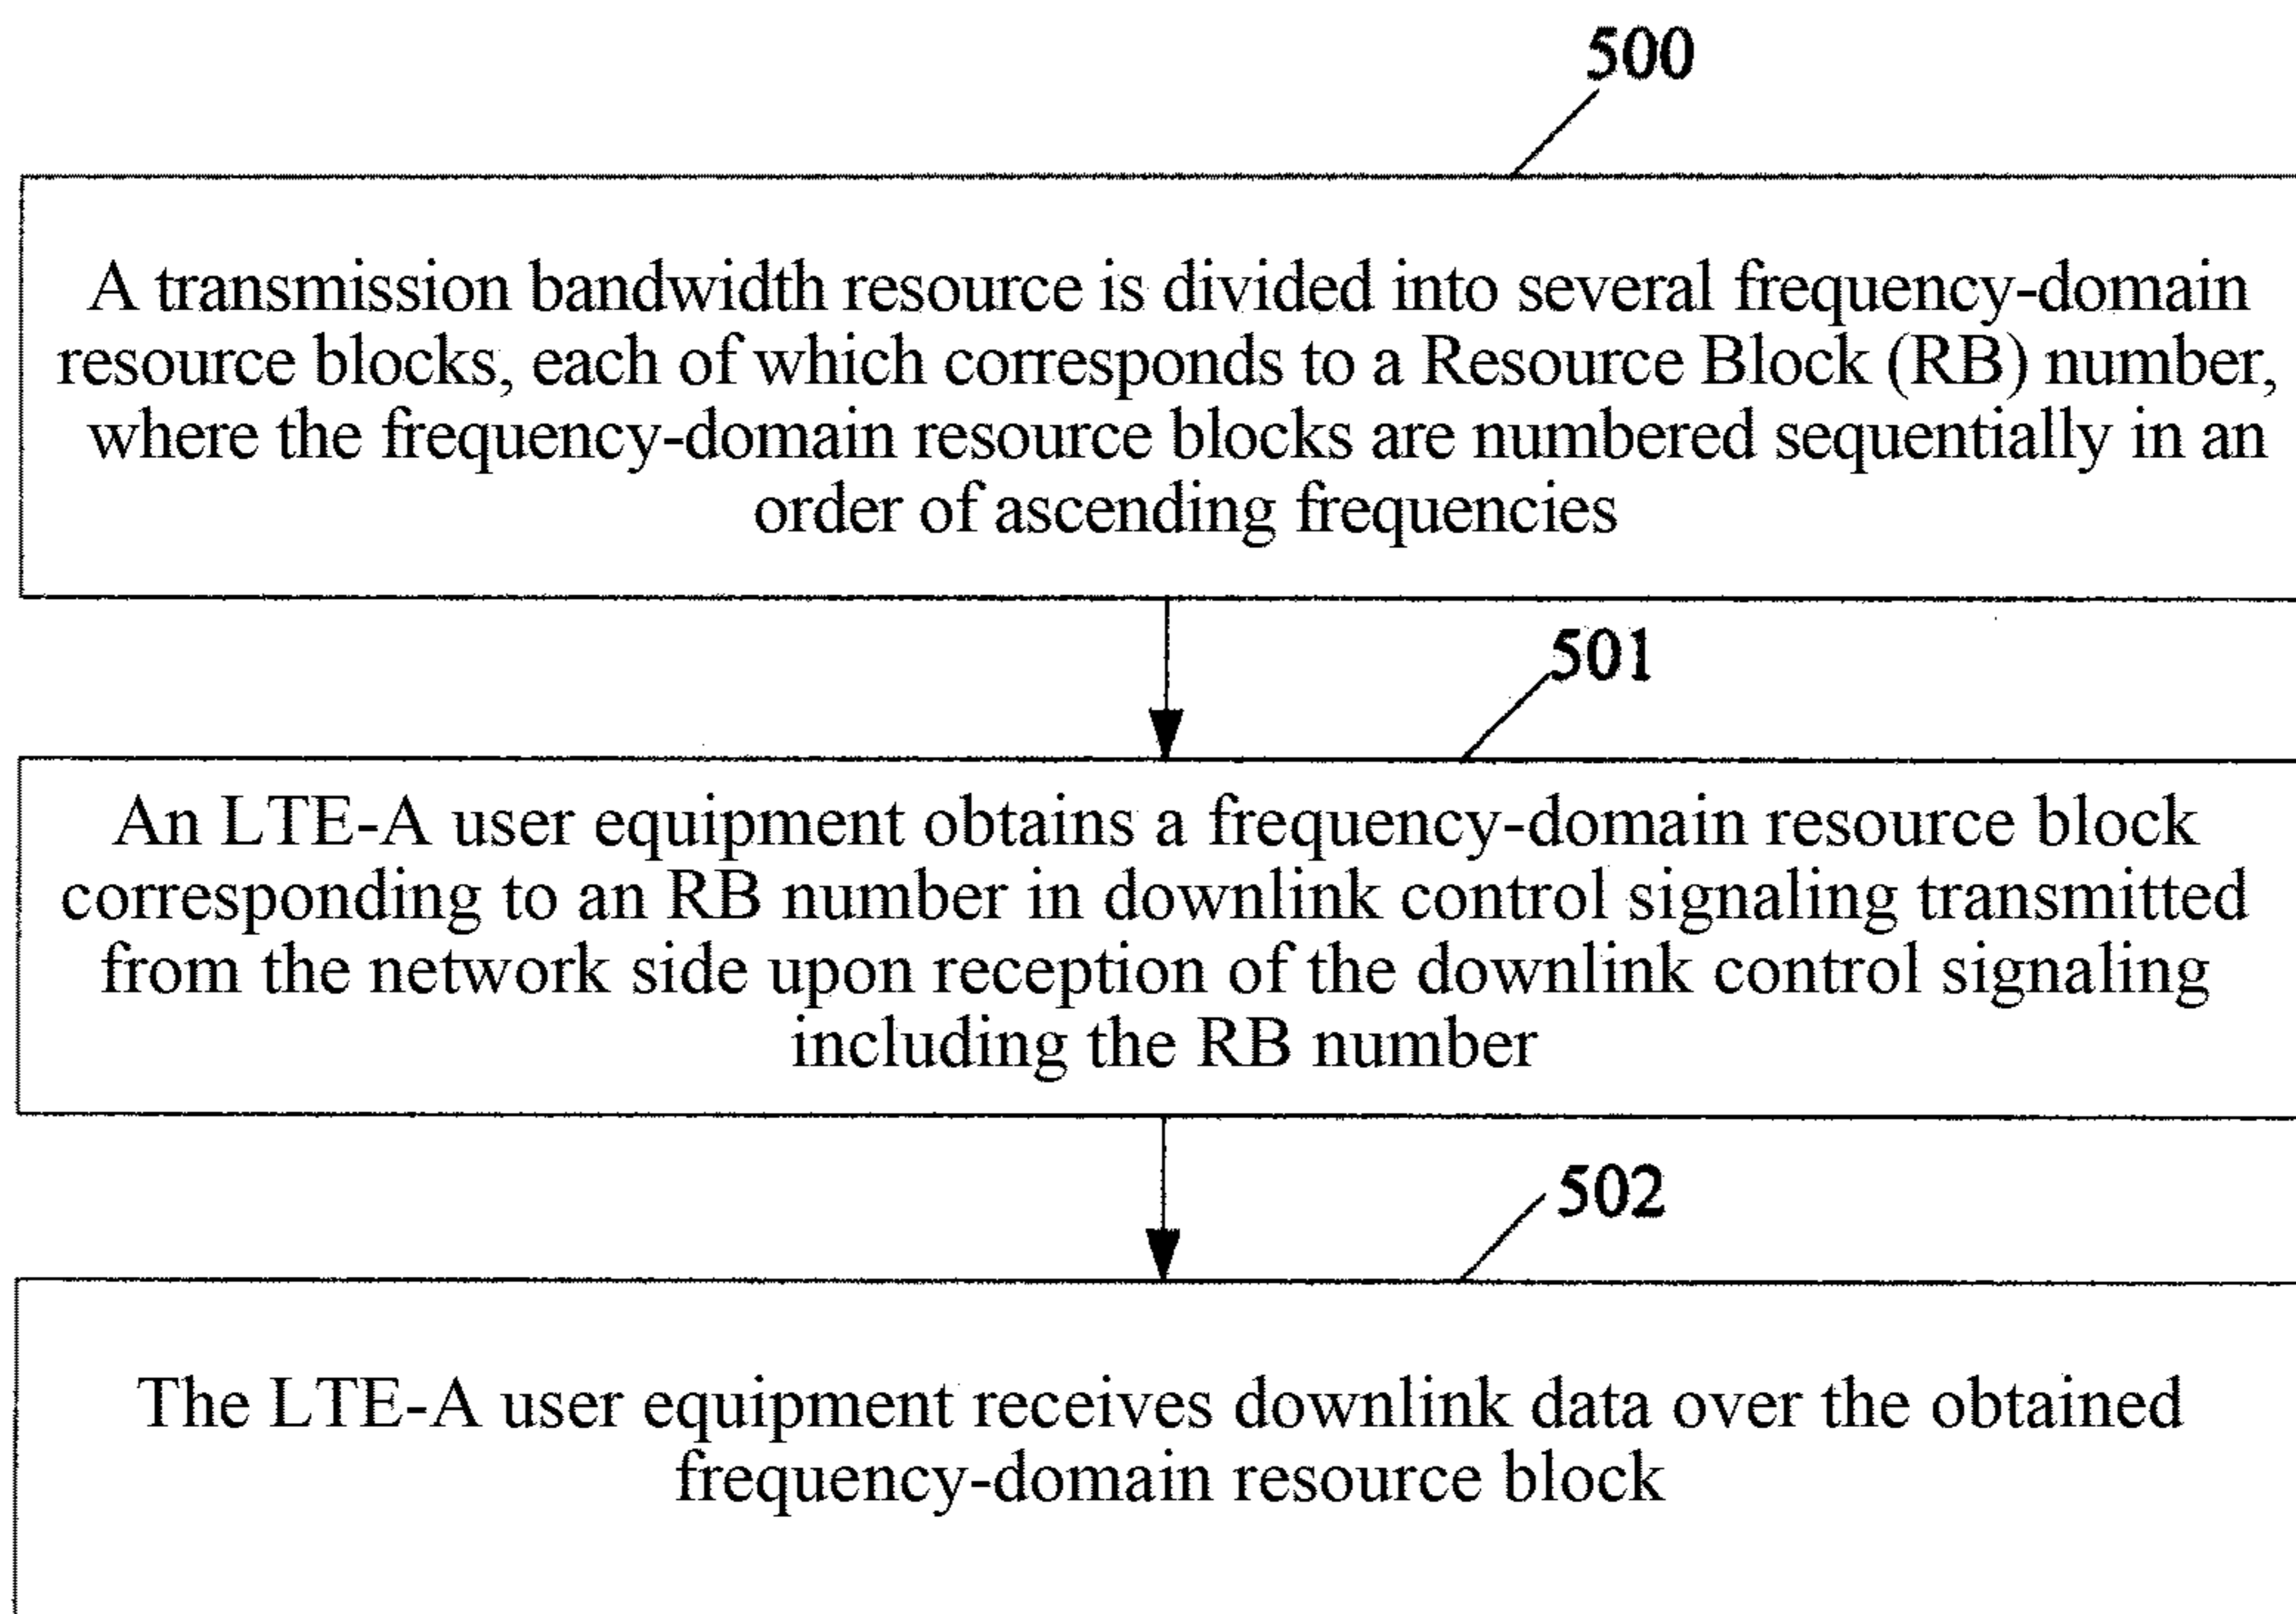 500
A transmission bandwidth resource is divided into several frequency-domain
resource blocks, each of which corresponds to a Resource Block (RB) number,
where the frequency-domain resource blocks are numbered sequentially in an
order of ascending frequencies
501
An LTE-A user equipment obtains a frequency-domain resource block
corresponding to an RB number in downlink control signaling transmitted
from the network side upon reception of the downlink control signaling
including the RB number
502
The LTE-A user equipment receives downlink data over the obtained
frequency-domain resource block